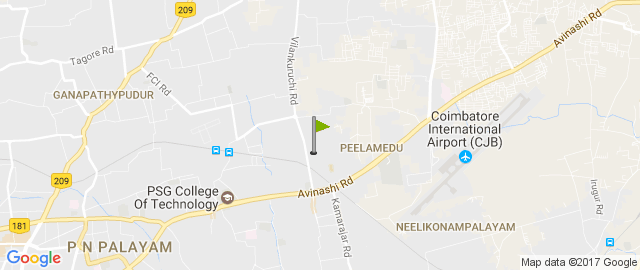 209
Avinashi Rd
Tagore Rd
Vilankuruchi Rd
FCI Rd
GANAPATHYPUDUR
Coimbatore
International
Airport (CJB)
PEELAMEDU
209
PSG College
Of Technology
Avinashi Rd
Kamarajar Rd
Irugur Rd
181
NEELIKONAMPALAYAM
P N PALAYAM
Google
Map data ©2017 Google